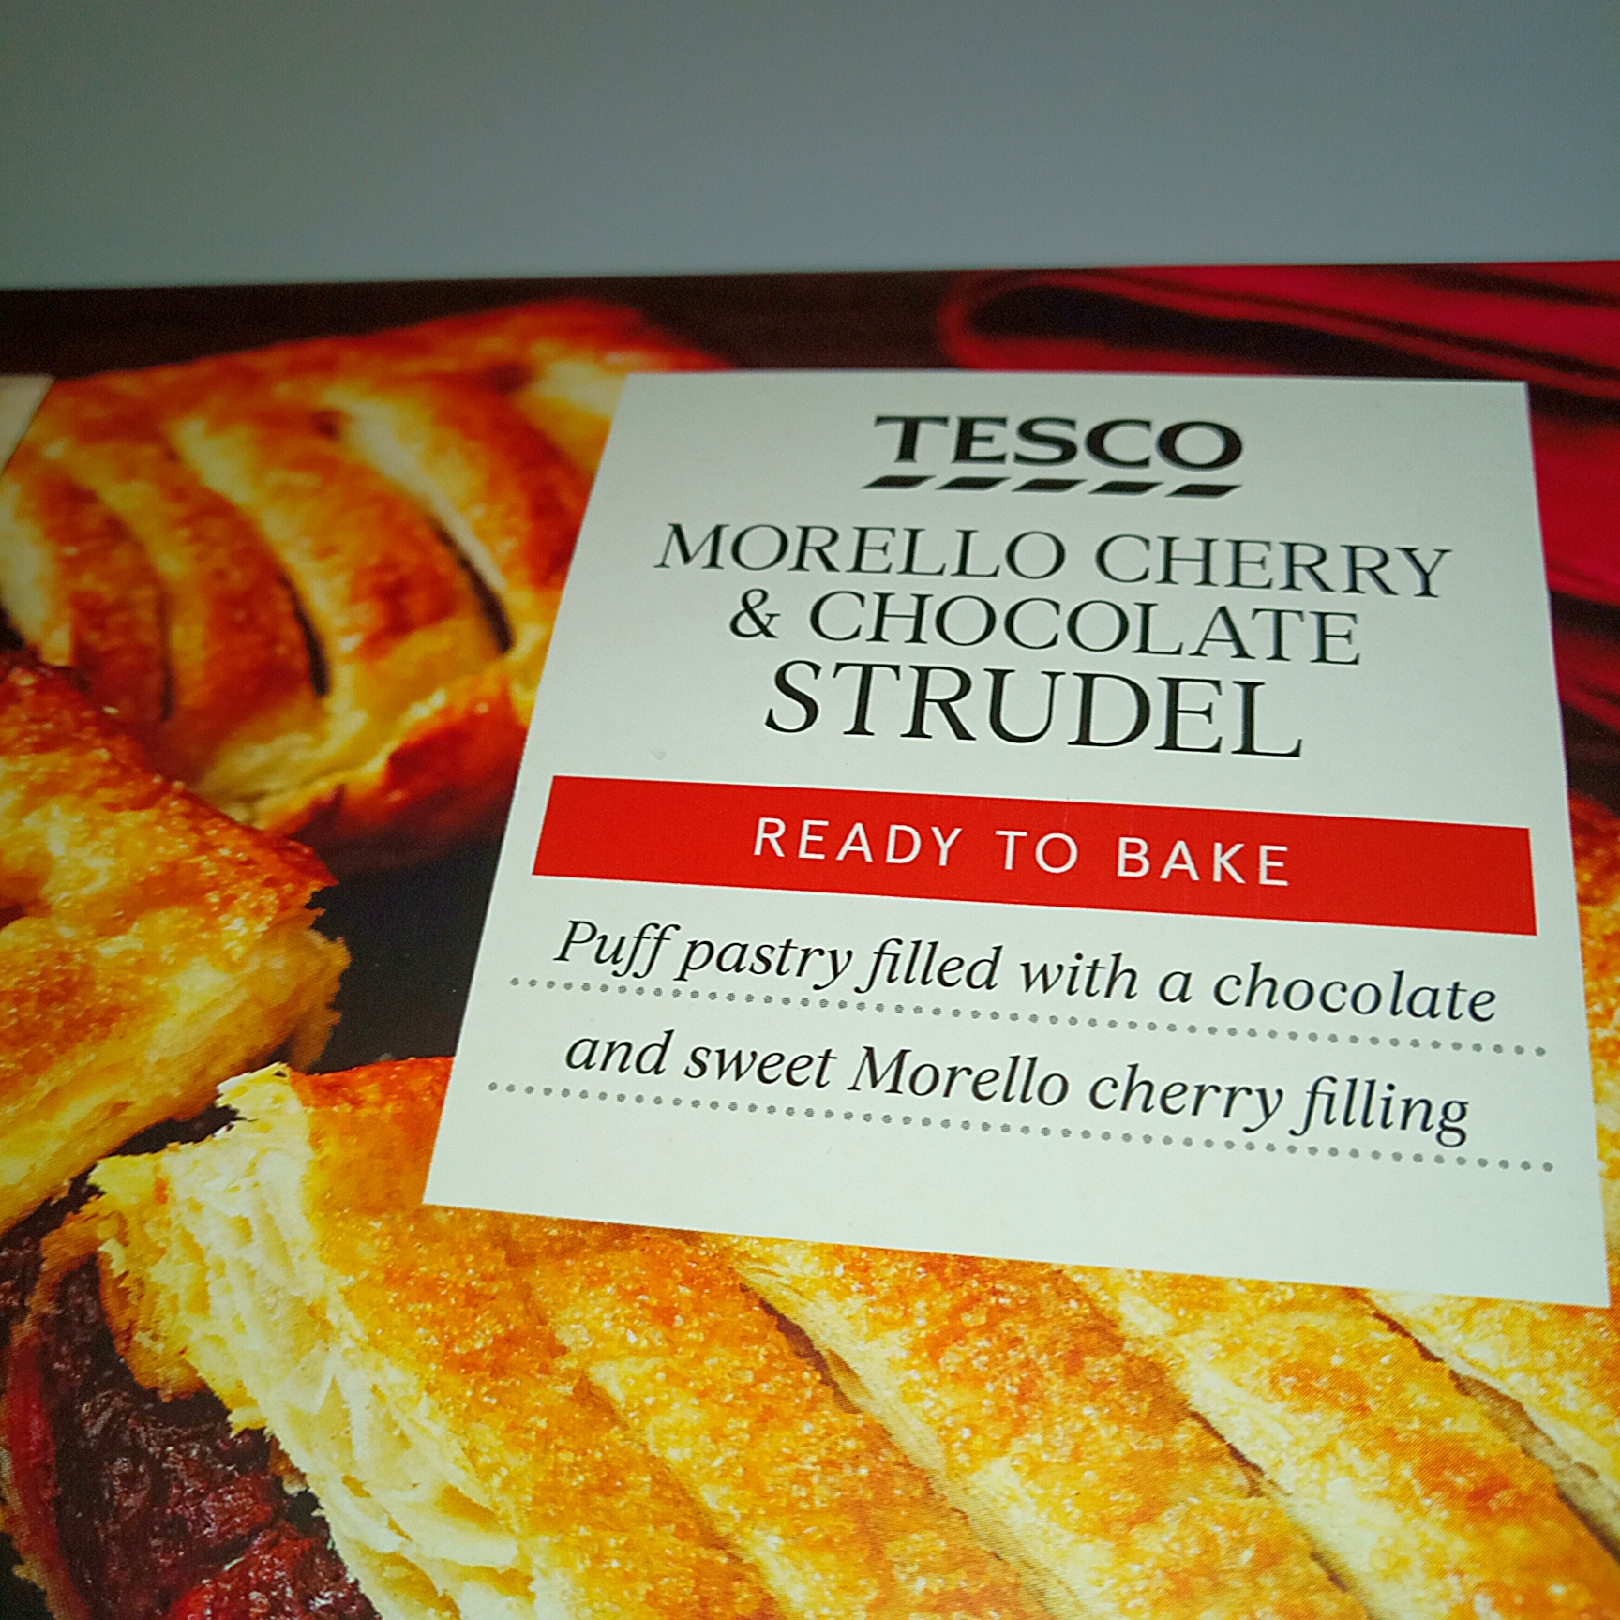 TESCO
MORELLO CHERRY
& CHOCOLATE
STRUDEL
READY TO BAKE
Puff pastry filled with a chocolate
and sweet Morello cherry filling